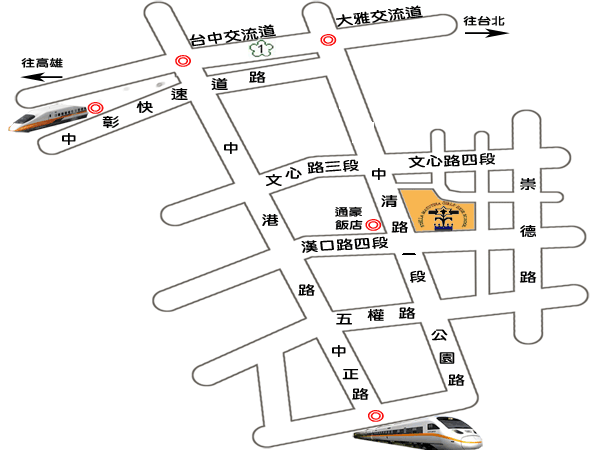 台中交流道
大雅交流道
往台北
1
往高雄
中彰快速道路
中港路
文心路三段
文心路四段
中清路一段
崇德路
通豪
飯店
漢口路四段
五權路
中正路
公園路